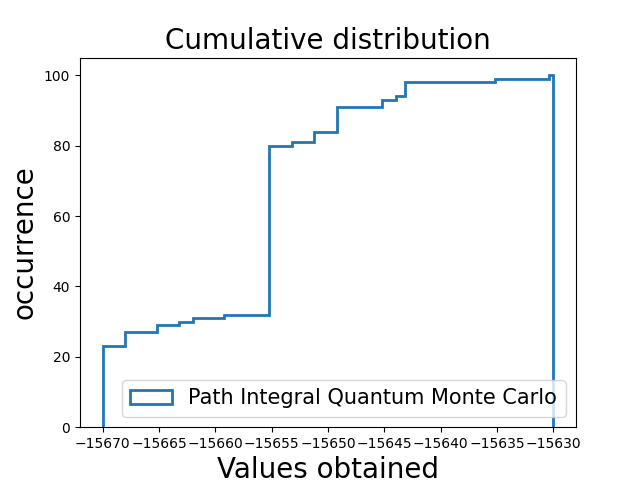 Cumulative distribution
occurrence
100
80
60
40
20
0
Path Integral Quantum Monte Carlo
−15670 −15665 −15660 −15655 −15650 −15645 −15640 −15635 −15630
Values obtained